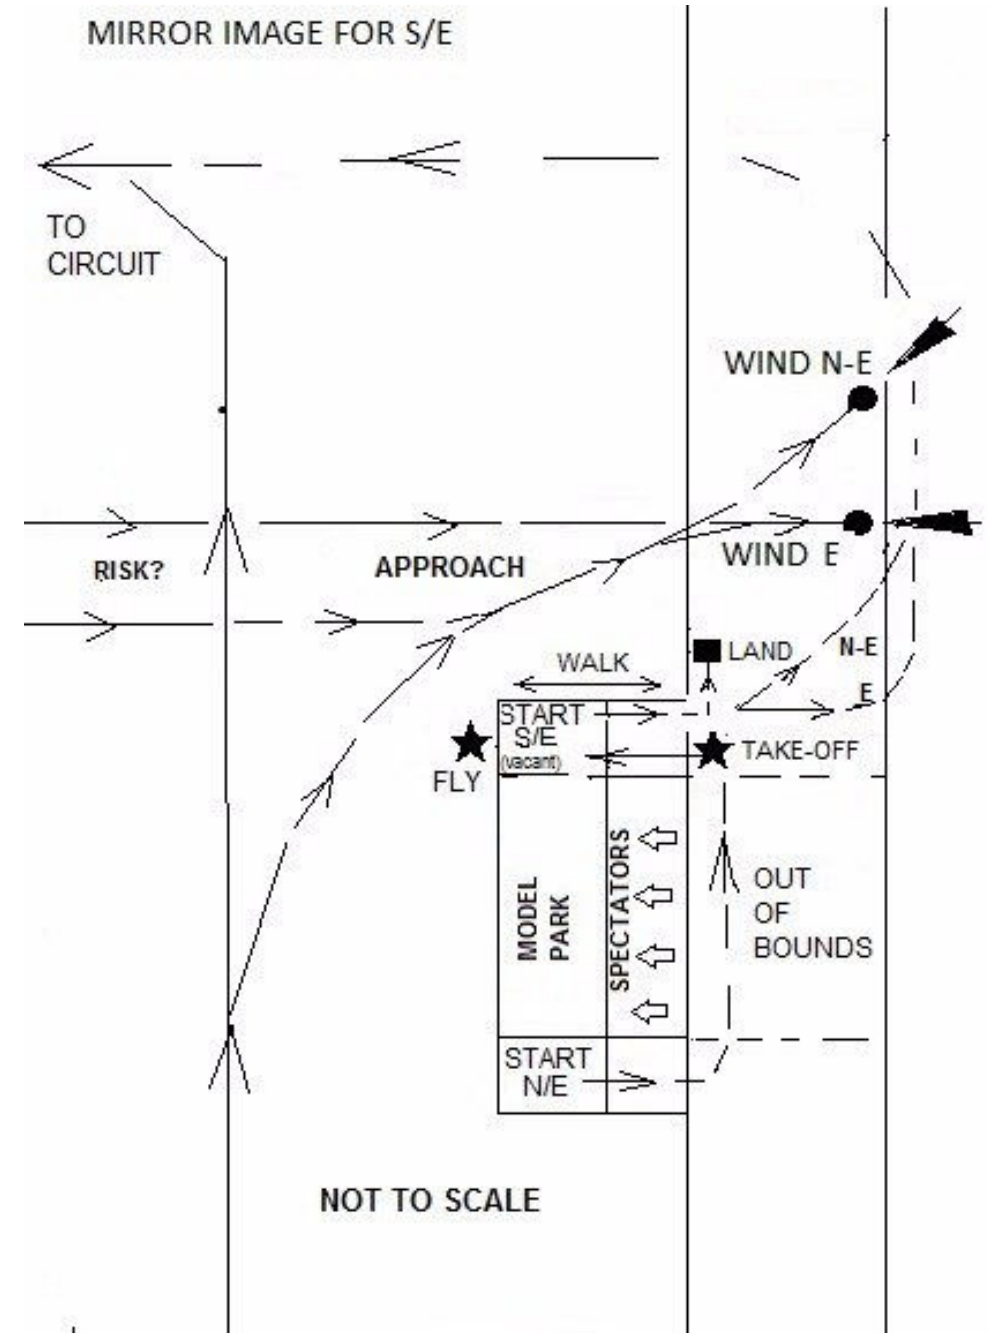 MIRROR IMAGE FOR S/E
TO
CIRCUIT
WIND N-E
WIND E
RISK?
APPROACH
N-E
LAND
WALK
E
START
S/E
(vacant)
TAKE-OFF
FLY
SPECTATORS
MODEL
PARK
OUT
OF
BOUNDS
START
N/E
NOT TO SCALE